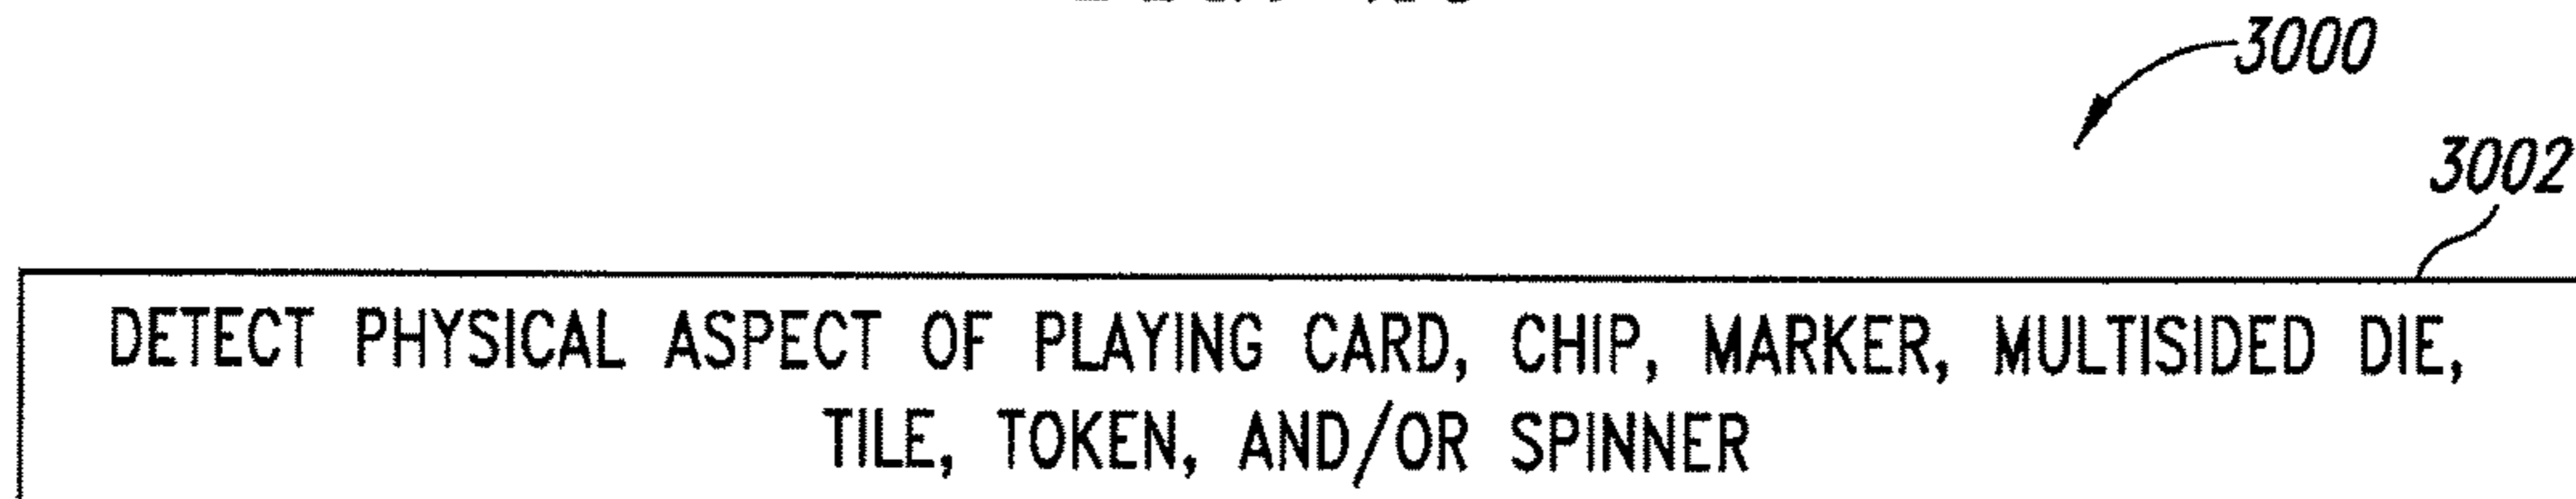 3000
3002
DETECT PHYSICAL ASPECT OF PLAYING CARD, CHIP, MARKER, MULTISIDED DIE,
TILE, TOKEN, AND/OR SPINNER